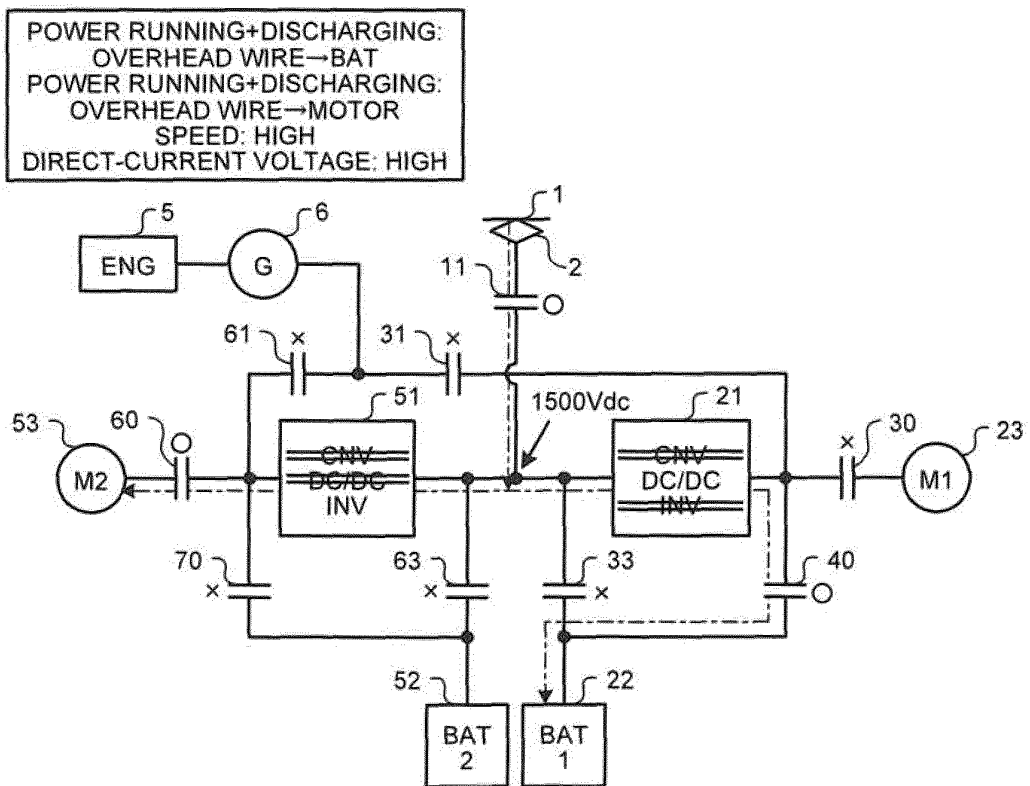 POWER RUNNING+DISCHARGING:
OVERHEAD WIRE→BAT
POWER RUNNING+DISCHARGING:
OVERHEAD WIRE→MOTOR
SPEED: HIGH
DIRECT-CURRENT VOLTAGE: HIGH
1
5
6
ENG
G
11
2
61
×
31
×
1500Vdc
53
60
51
21
30
×
23
M2
CNV
DC/DC
INV
CNV
DC/DC
INV
M1
70
×
63
×
33
×
40
52
22
BAT
2
BAT
1